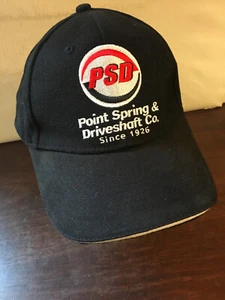 PSD
Point Spring &
Driveshaft Co.
Since 1926